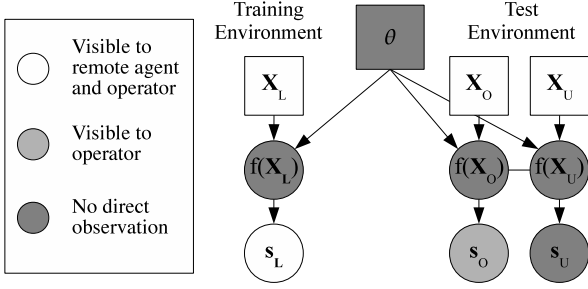 Visible to
remote agent
and operator
Visible to
operator
No direct
observation
Training
Environment
θ
Test
Environment
X_L
X_O
X_U
f(X_L)
f(X_O)
f(X_U)
s_L
s_O
s_U